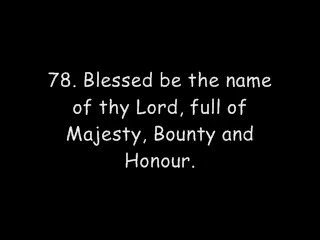 78. Blessed be the name
of thy Lord, full of
Majesty, Bounty and
Honour.